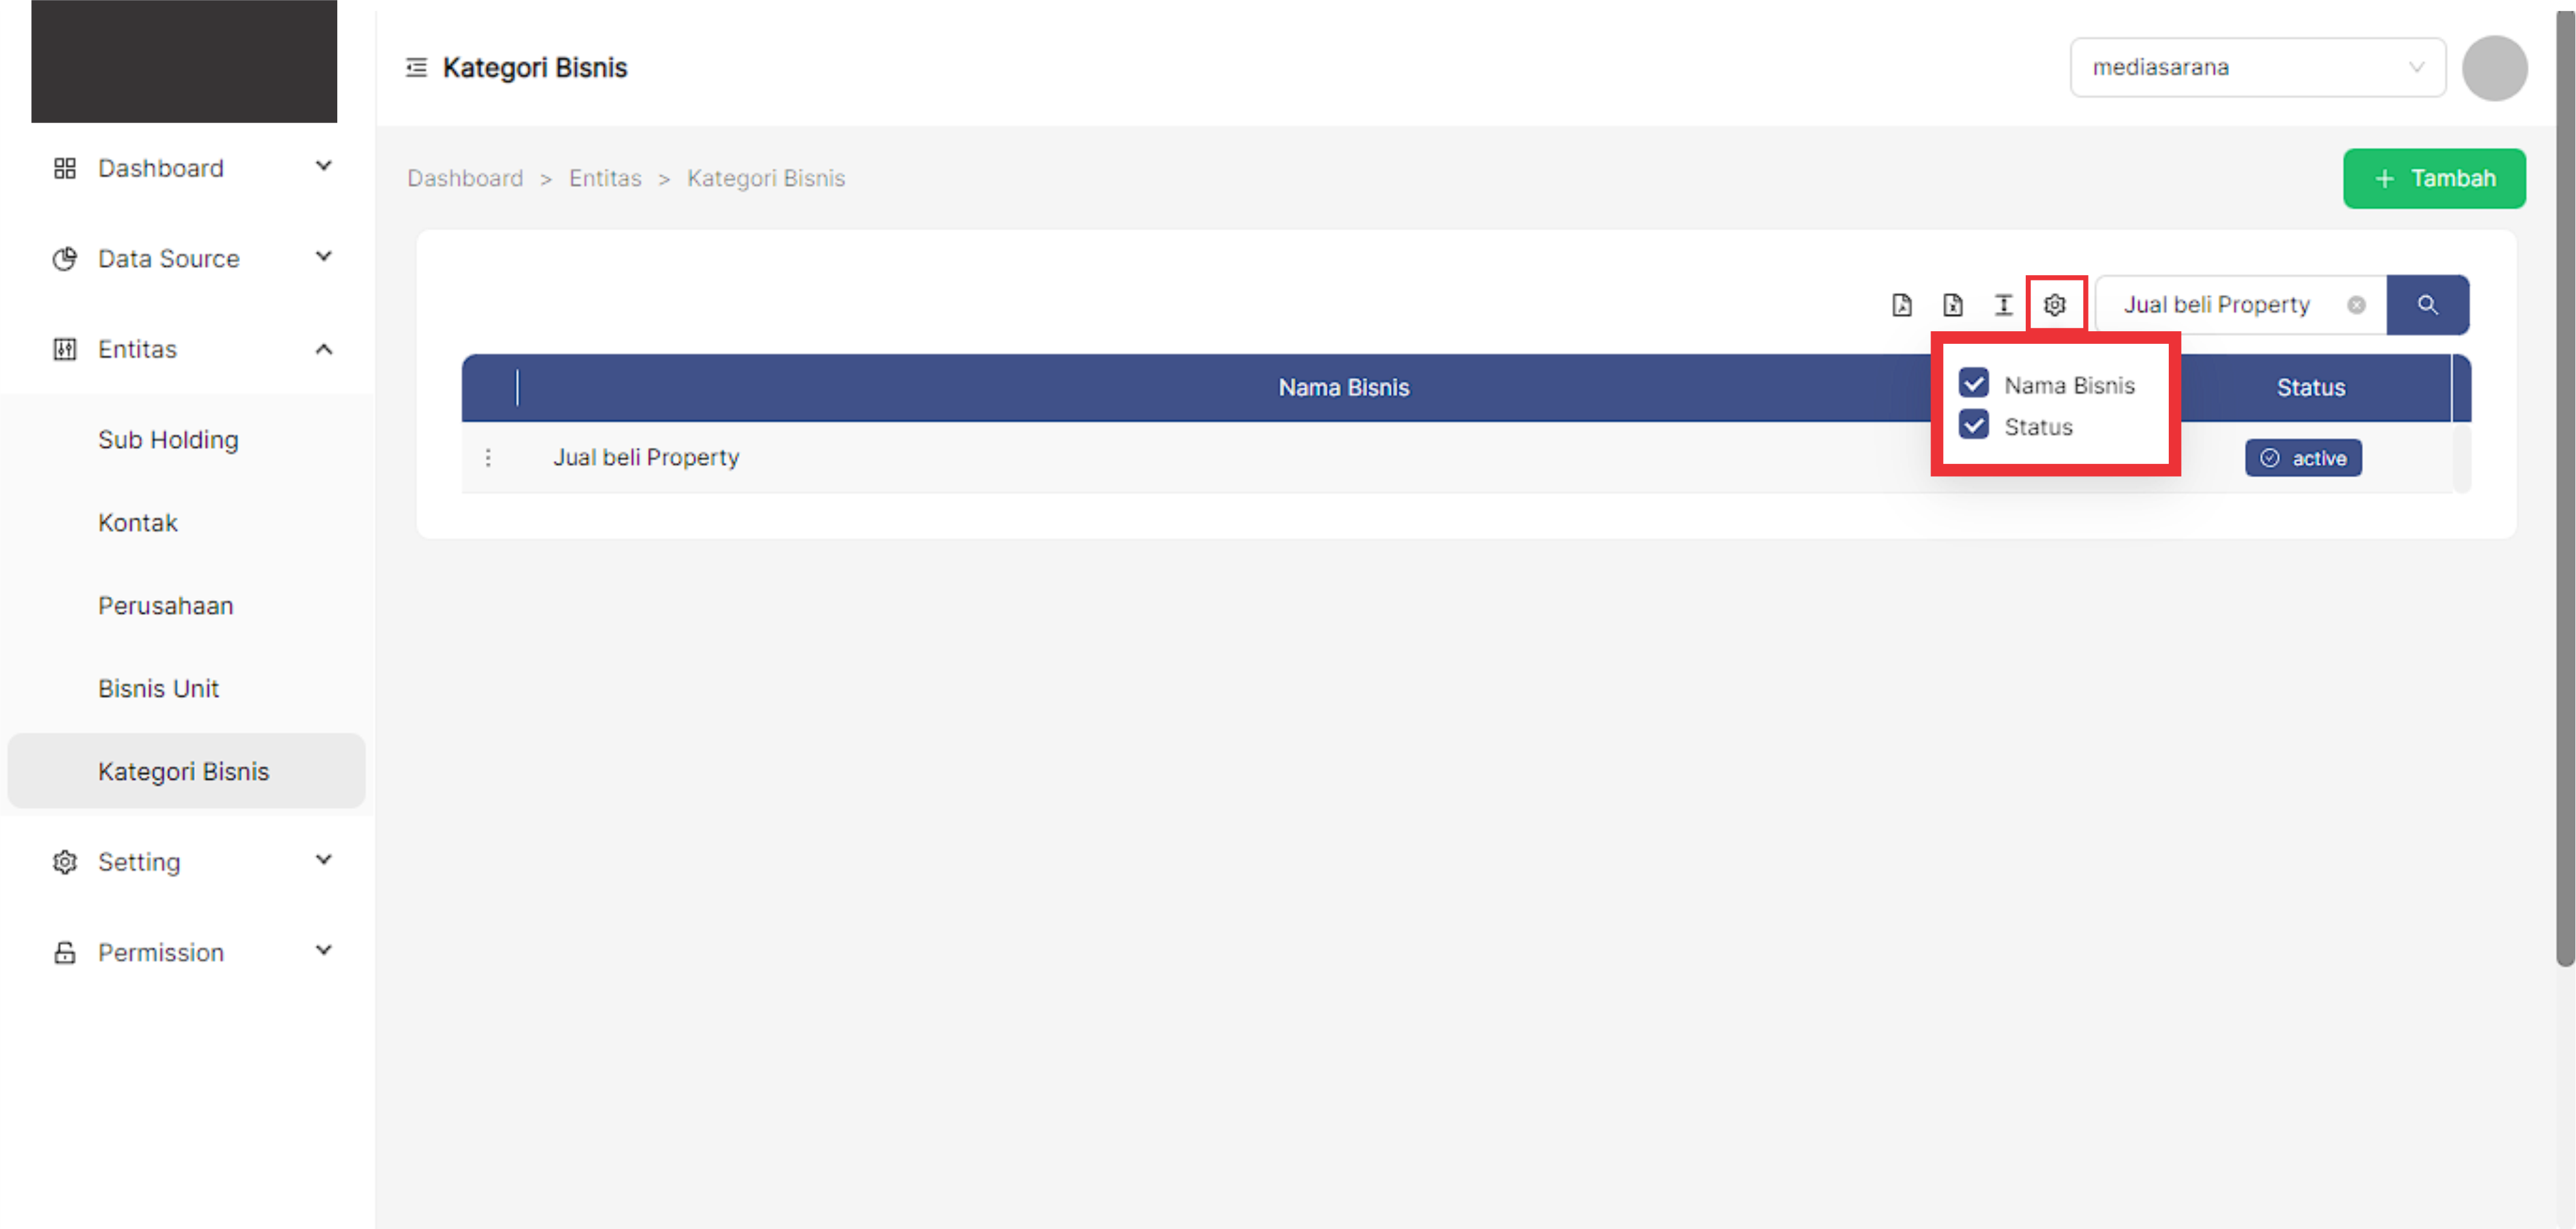 Kategori Bisnis
mediasarana
Dashboard
Data Source
Entitas
Sub Holding
Kontak
Perusahaan
Bisnis Unit
Kategori Bisnis
Setting
Permission
Dashboard > Entitas > Kategori Bisnis
+ Tambah
Jual beli Property
Nama Bisnis
Status
Nama Bisnis
Status
Jual beli Property
active